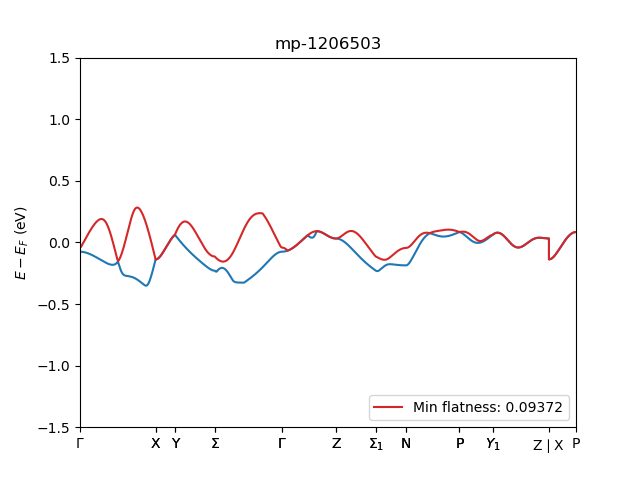 mp-1206503
E − E_F (eV)
1.5
1.0
0.5
0.0
−0.5
−1.0
−1.5
Min flatness: 0.09372
Γ X Y Σ Γ Z Σ₁ N P Y₁ Z | X P